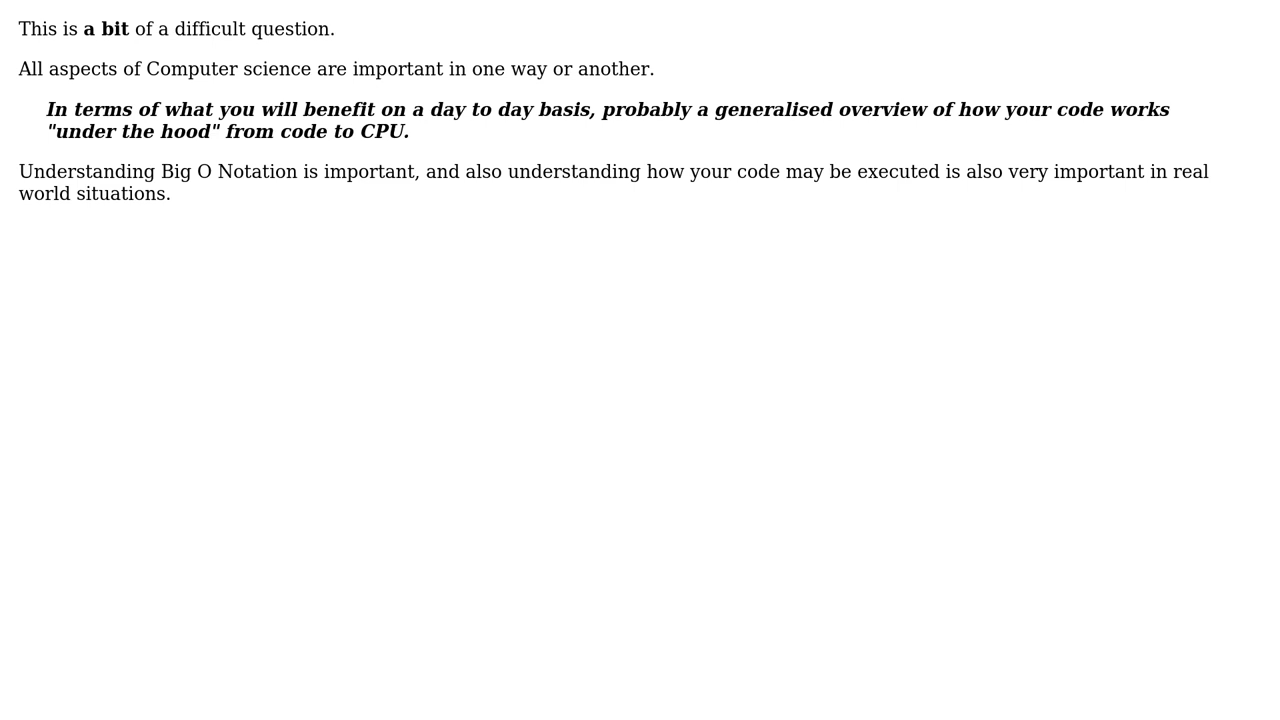 This is a bit of a difficult question.
All aspects of Computer science are important in one way or another.
In terms of what you will benefit on a day to day basis, probably a generalised overview of how your code works
"under the hood" from code to CPU.
Understanding Big O Notation is important, and also understanding how your code may be executed is also very important in real
world situations.